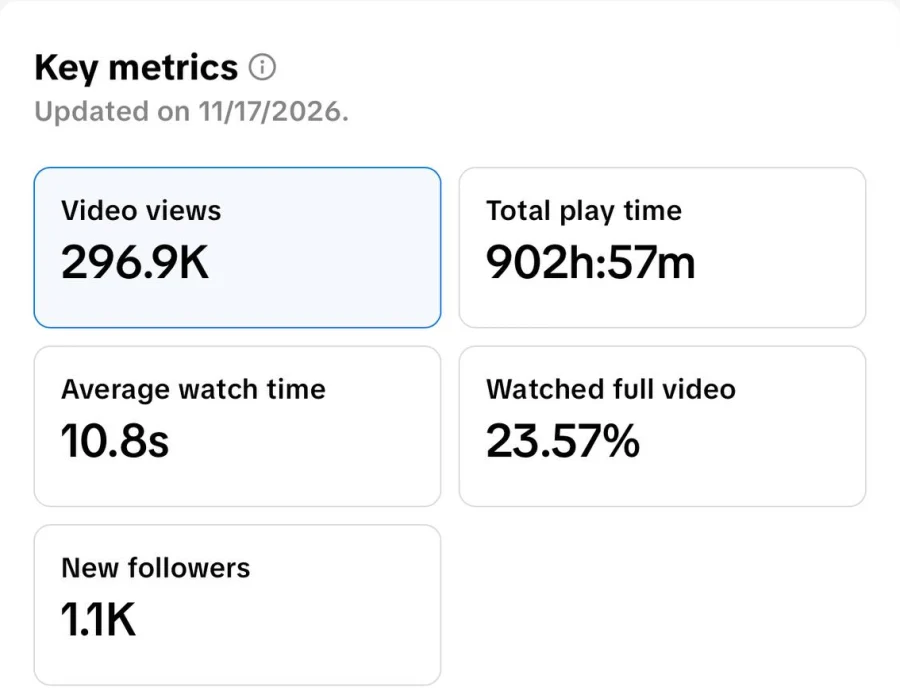 Key metrics
Updated on 11/17/2026.
Video views
296.9K
Total play time
902h:57m
Average watch time
10.8s
Watched full video
23.57%
New followers
1.1K